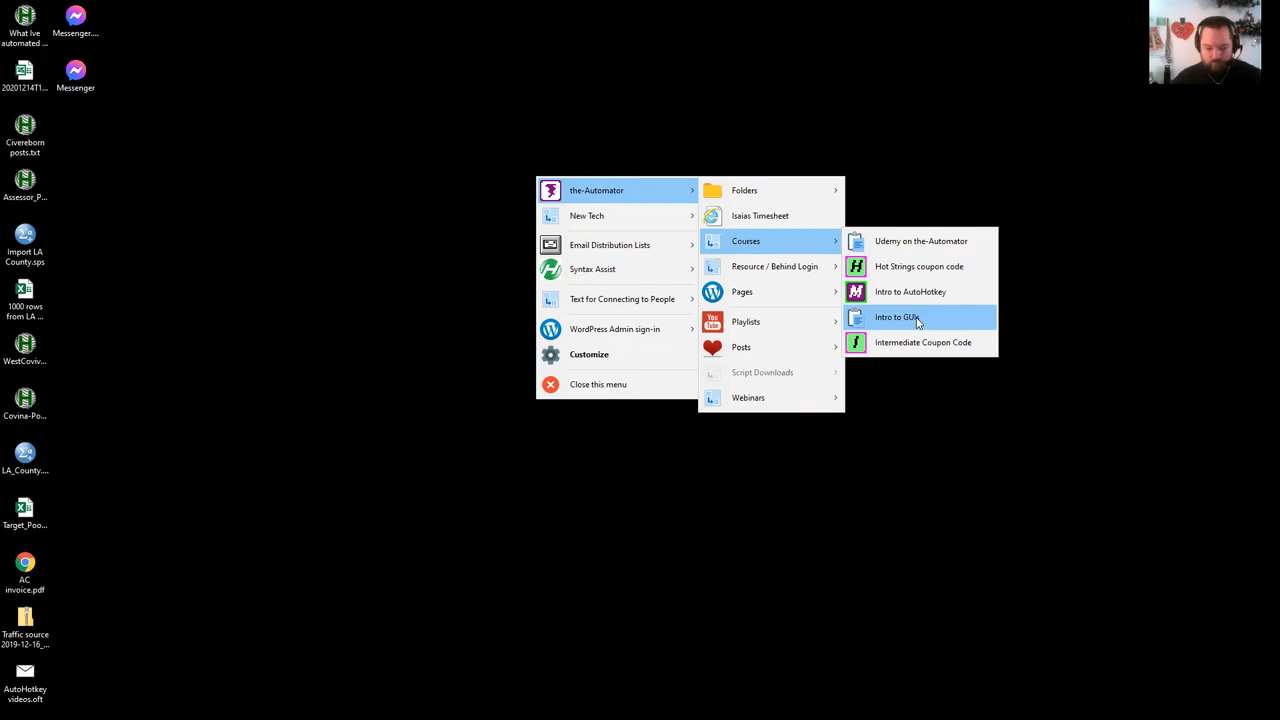 What Ive
automated ...
Messenger....
20201214T1...
Messenger
Civereborn
posts.txt
Assessor_P...
Import LA
County.sps
1000 rows
from LA ...
WestCoviv...
Covina-Po...
LA_County....
Target_Poo...
AC
invoice.pdf
Traffic source
2019-12-16_...
AutoHotkey
videos.oft
the-Automator
New Tech
Email Distribution Lists
Syntax Assist
Text for Connecting to People
WordPress Admin sign-in
Customize
Close this menu
Folders
Isaias Timesheet
Courses
Resource / Behind Login
Pages
You
Tube
Playlists
Posts
Script Downloads
Webinars
Udemy on the-Automator
Hot Strings coupon code
Intro to AutoHotkey
Intro to GUIs
Intermediate Coupon Code